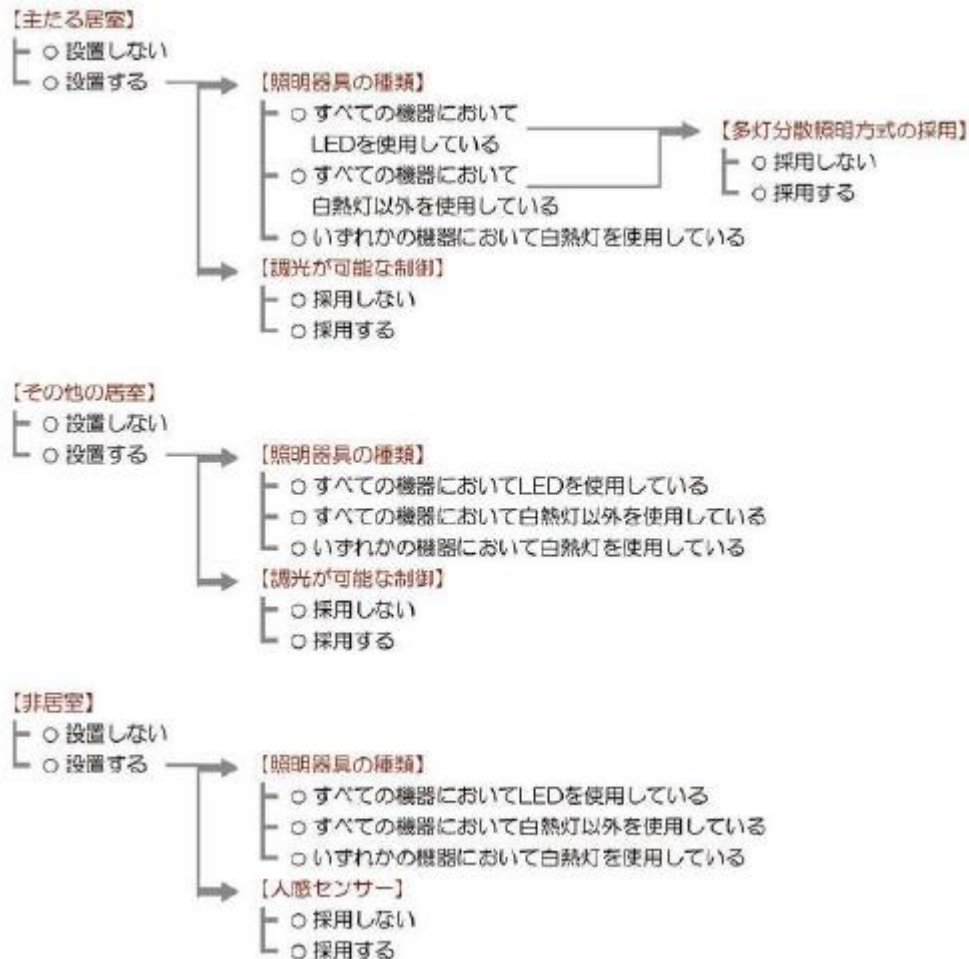 【主たる居室】
○ 設置しない
○ 設置する
【照明器具の種類】
○ すべての機器において
LEDを使用している
○ すべての機器において
白熱灯以外を使用している
○ いずれかの機器において白熱灯を使用している
【多灯分散照明方式の採用】
○ 採用しない
○ 採用する
【調光が可能な制御】
○ 採用しない
○ 採用する
【その他の居室】
○ 設置しない
○ 設置する
【照明器具の種類】
○ すべての機器においてLEDを使用している
○ すべての機器において白熱灯以外を使用している
○ いずれかの機器において白熱灯を使用している
【調光が可能な制御】
○ 採用しない
○ 採用する
【非居室】
○ 設置しない
○ 設置する
【照明器具の種類】
○ すべての機器においてLEDを使用している
○ すべての機器において白熱灯以外を使用している
○ いずれかの機器において白熱灯を使用している
【人感センサー】
○ 採用しない
○ 採用する